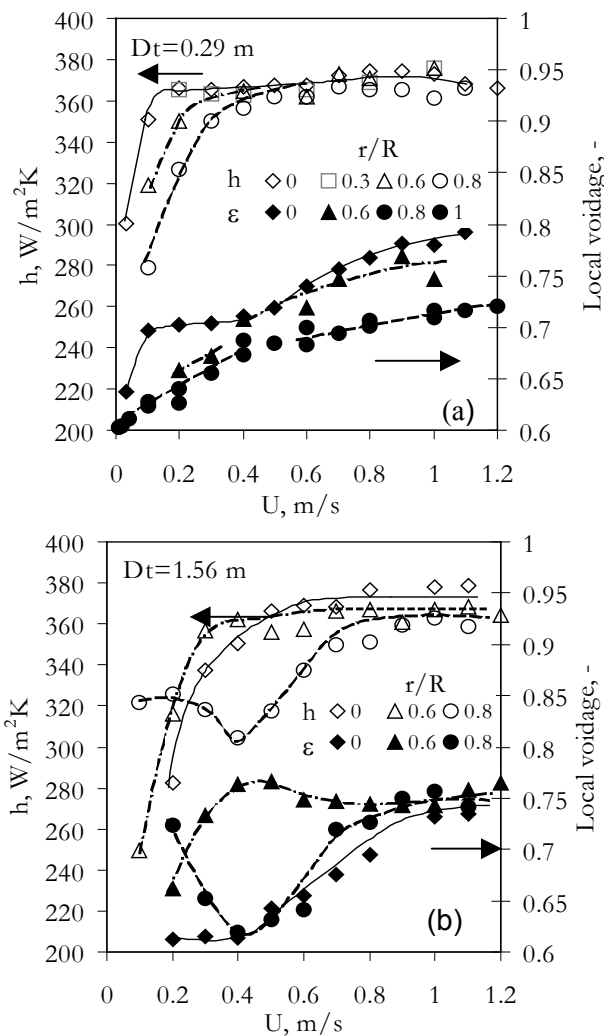 400
380
360
340
320
300
280
260
240
220
200
h, W/m²K
1
0.95
0.9
0.85
0.8
0.75
0.7
0.65
0.6
Local voidage, -
Dt=0.29 m
r/R
h 0 0.3 0.6 0.8
ε 0 0.6 0.8 1
(a)
0 0.2 0.4 0.6 0.8 1 1.2
U, m/s
400
380
360
340
320
300
280
260
240
220
200
h, W/m²K
1
0.95
0.9
0.85
0.8
0.75
0.7
0.65
0.6
Local voidage, -
Dt=1.56 m
r/R
h 0 0.6 0.8
ε 0 0.6 0.8
(b)
0 0.2 0.4 0.6 0.8 1 1.2
U, m/s